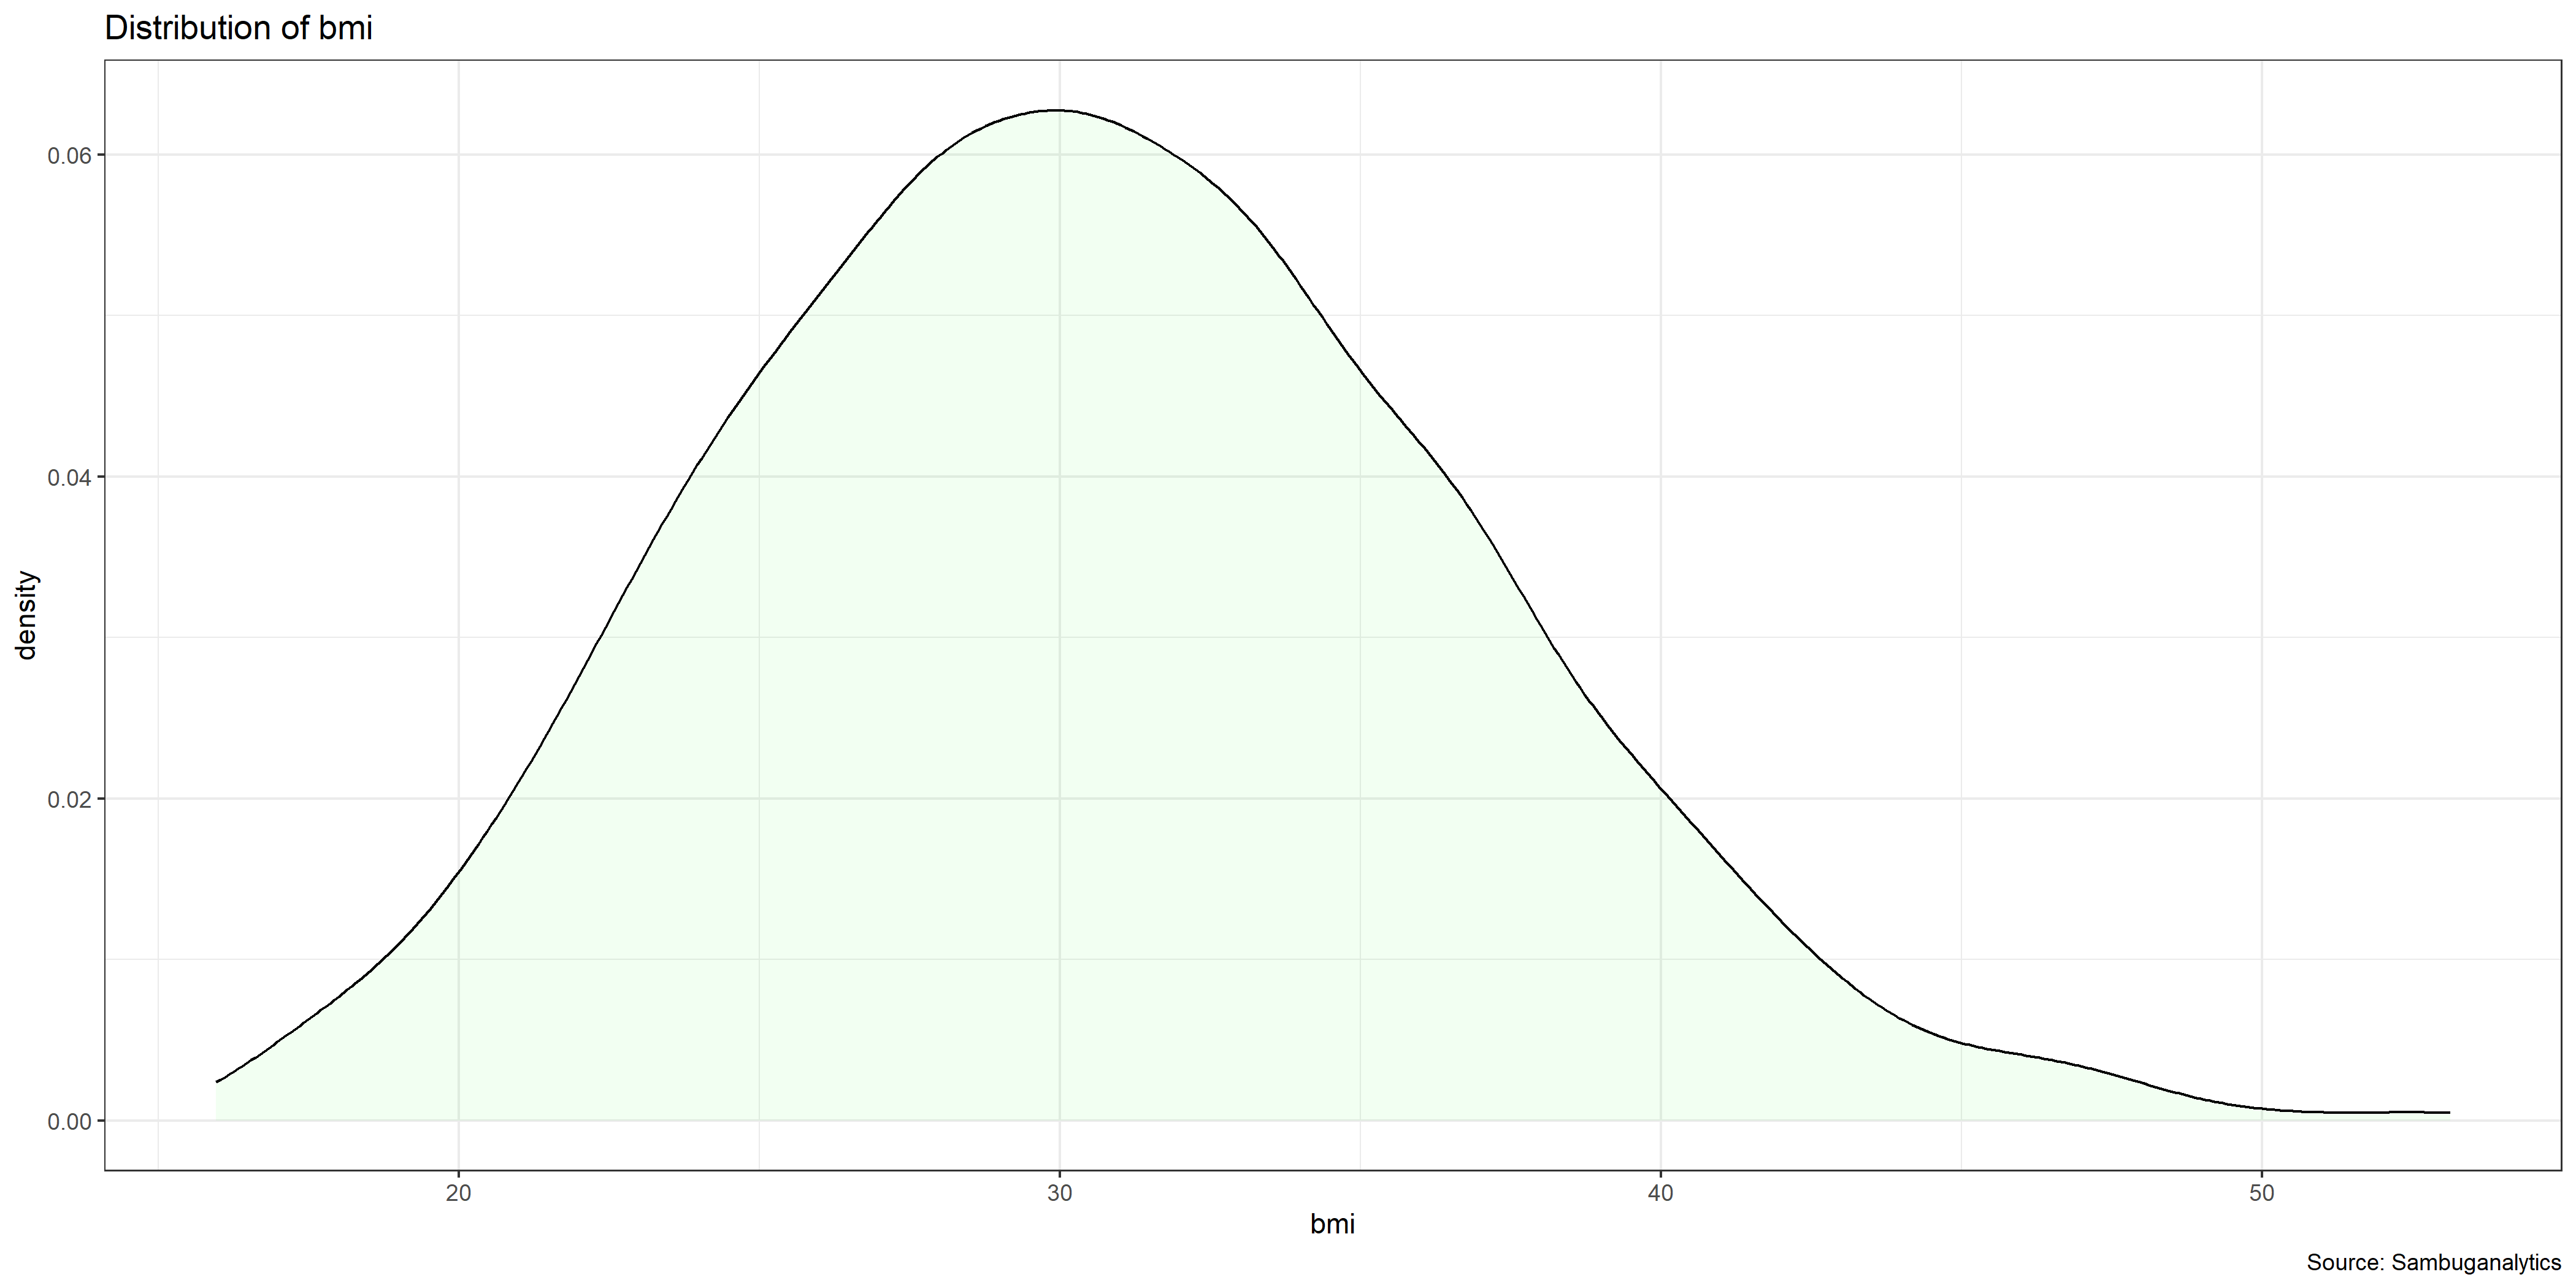 Distribution of bmi
0.06
0.04
0.02
0.00
density
20 30 40 50
bmi
Source: Sambuganalytics